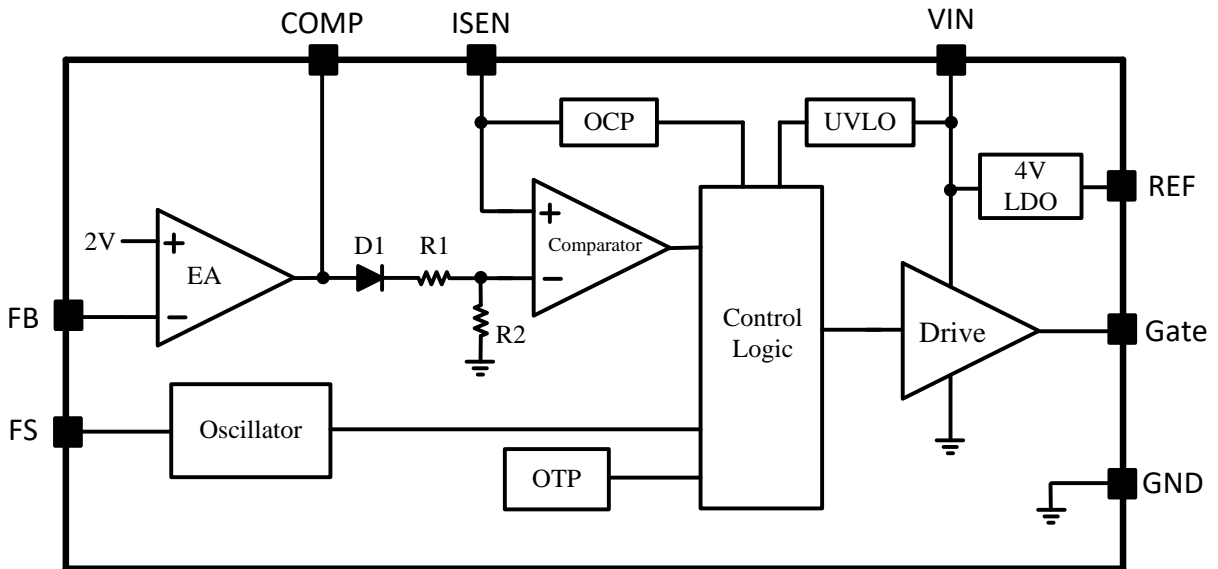 COMP
ISEN
VIN
OCP
UVLO
4V
LDO
REF
2V
+
EA
−
D1
R1
R2
+
Comparator
−
FB
Control
Logic
Drive
Gate
FS
Oscillator
OTP
GND